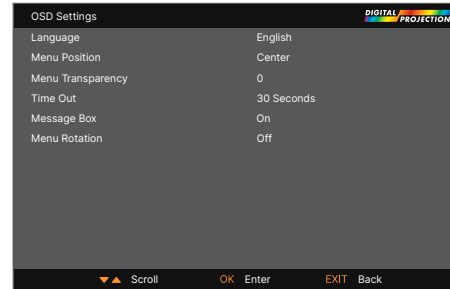 OSD Settings
DIGITAL
PROJECTION
Language English
Menu Position Center
Menu Transparency 0
Time Out 30 Seconds
Message Box On
Menu Rotation Off
Scroll OK Enter EXIT Back